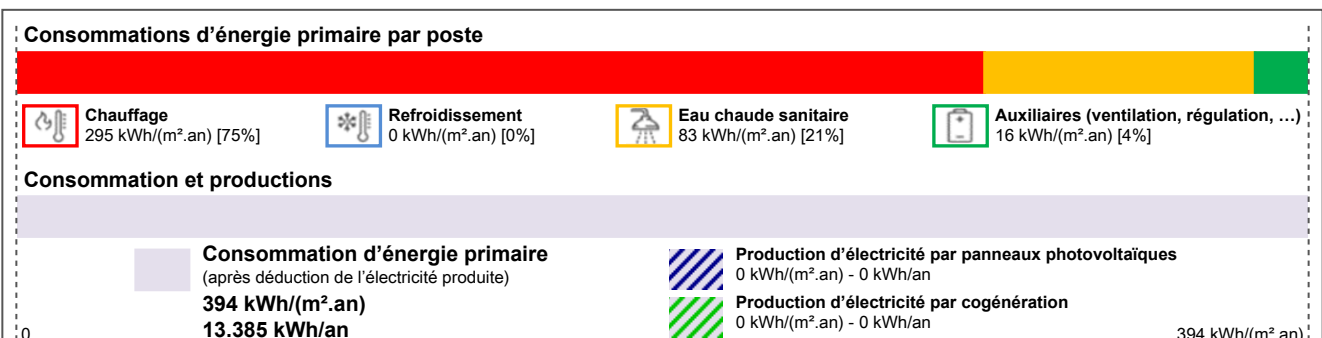 Consommations d’énergie primaire par poste
Chauffage
295 kWh/(m².an) [75%]
Refroidissement
0 kWh/(m².an) [0%]
Eau chaude sanitaire
83 kWh/(m².an) [21%]
Auxiliaires (ventilation, régulation, …)
16 kWh/(m².an) [4%]
Consommation et productions
Consommation d’énergie primaire
(après déduction de l’électricité produite)
394 kWh/(m².an)
13.385 kWh/an
Production d’électricité par panneaux photovoltaïques
0 kWh/(m².an) - 0 kWh/an
Production d’électricité par cogénération
0 kWh/(m².an) - 0 kWh/an
0
394 kWh/(m².an)